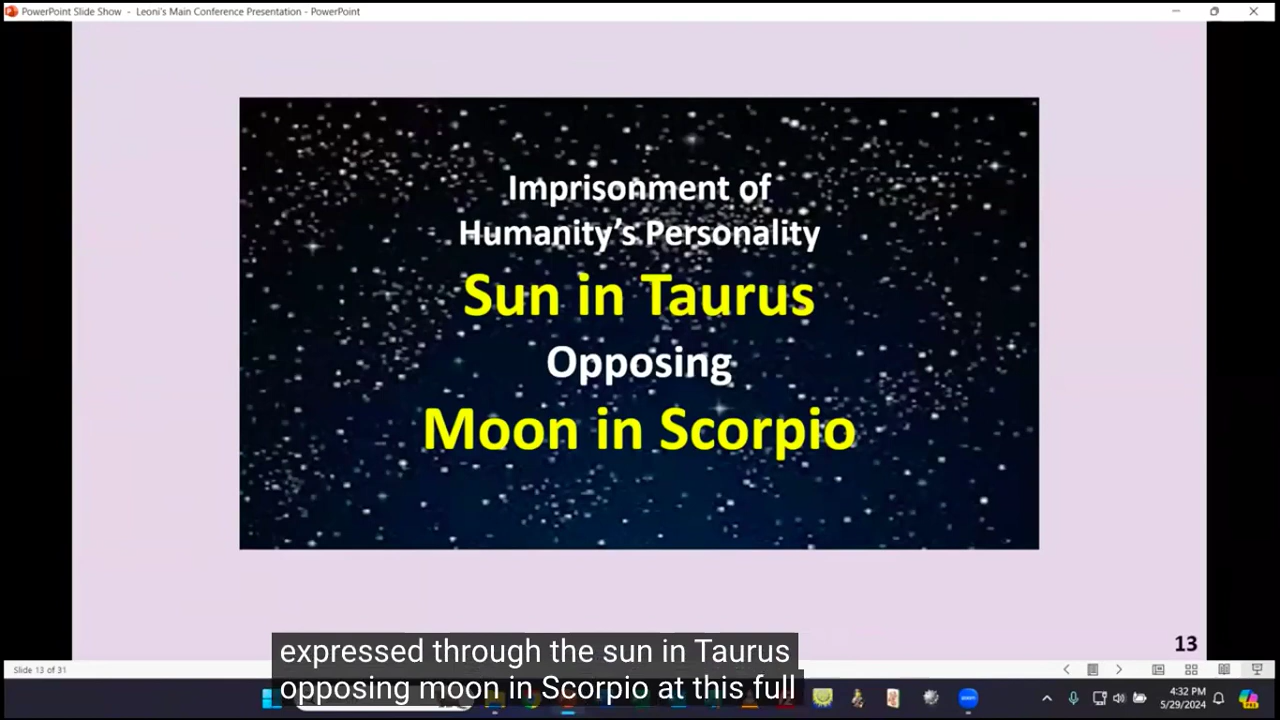 PowerPoint Slide Show - Leoni's Main Conference Presentation - PowerPoint
Imprisonment of
Humanity's Personality
Sun in Taurus
Opposing
Moon in Scorpio
13
expressed through the sun in Taurus
opposing moon in Scorpio at this full
Slide 13 of 31
4:32 PM
5/29/2024